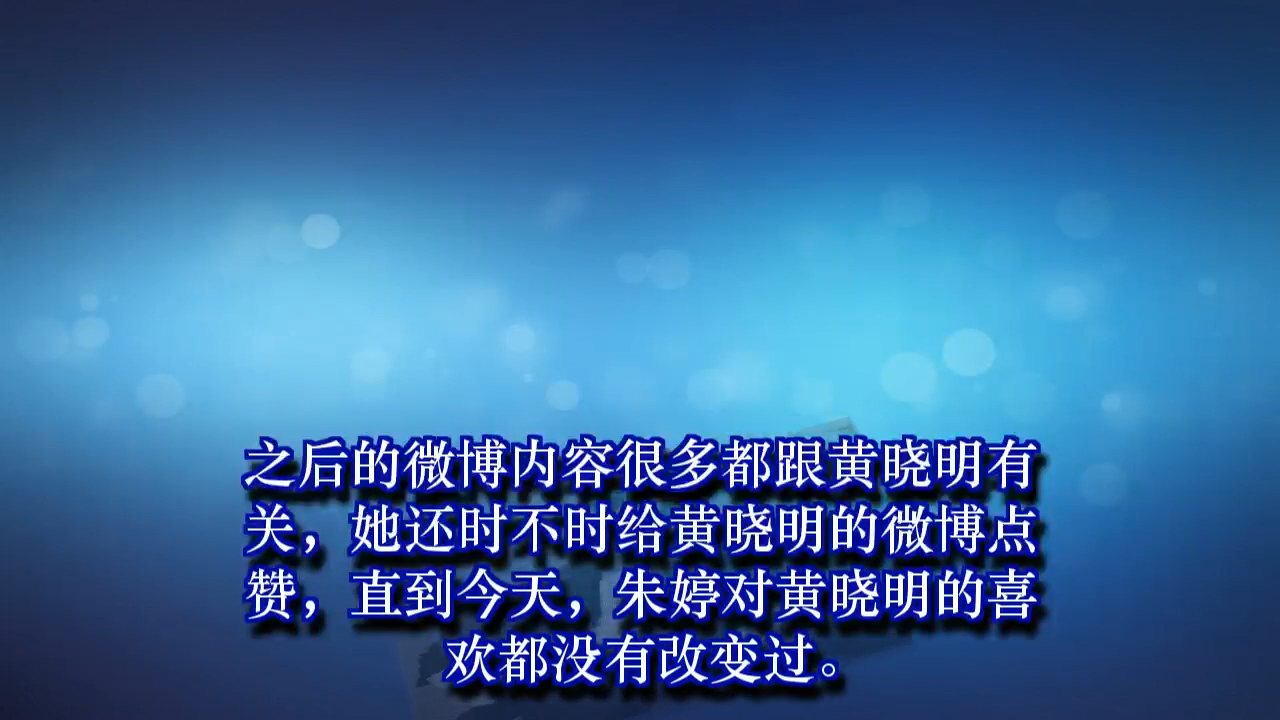 之后的微博内容很多都跟黄晓明有
关，她还时不时给黄晓明的微博点
赞，直到今天，朱婷对黄晓明的喜
欢都没有改变过。